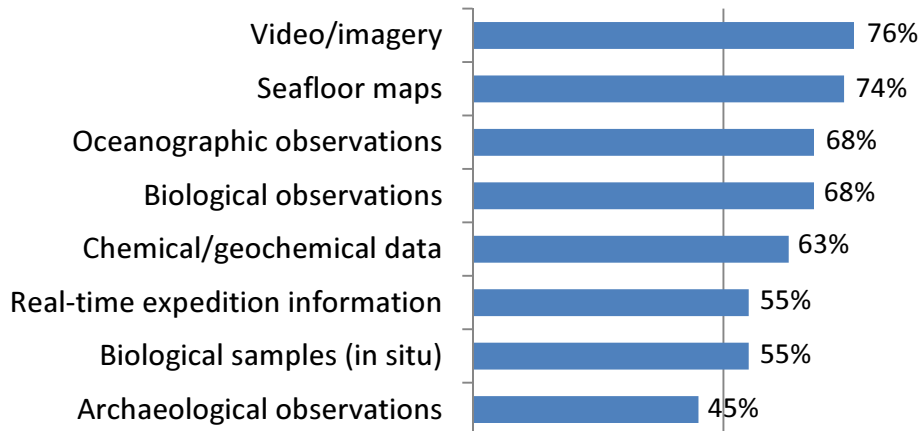 Video/imagery 76%
Seafloor maps 74%
Oceanographic observations 68%
Biological observations 68%
Chemical/geochemical data 63%
Real-time expedition information 55%
Biological samples (in situ) 55%
Archaeological observations 45%